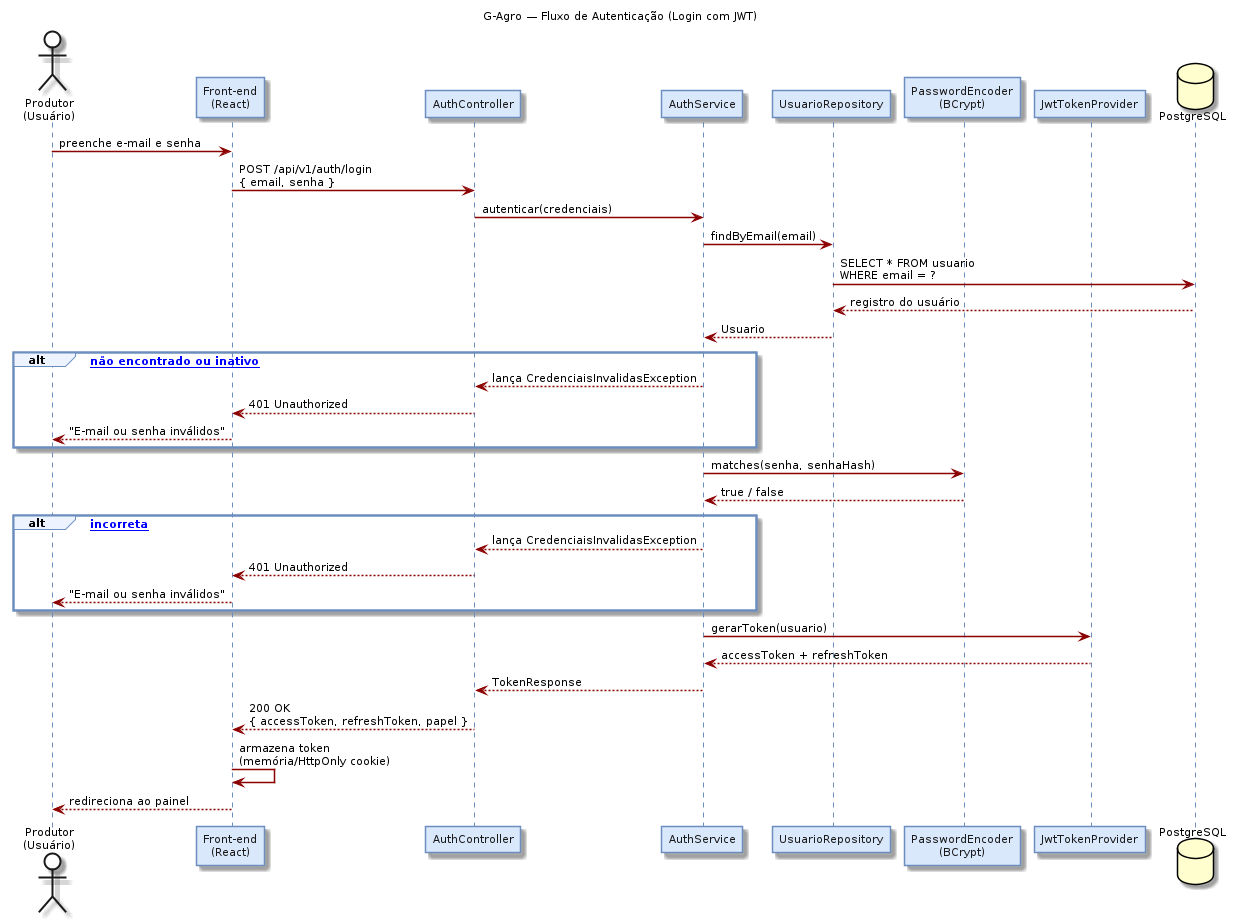 G-Agro — Fluxo de Autenticação (Login com JWT)
Produtor
(Usuário)
Front-end
(React)
AuthController
AuthService
UsuarioRepository
PasswordEncoder
(BCrypt)
JwtTokenProvider
PostgreSQL
preenche e-mail e senha
POST /api/v1/auth/login
{ email, senha }
autenticar(credenciais)
findByEmail(email)
SELECT * FROM usuario
WHERE email = ?
registro do usuário
Usuario
alt
não encontrado ou inativo
lança CredenciaisInvalidasException
401 Unauthorized
"E-mail ou senha inválidos"
matches(senha, senhaHash)
true / false
alt
incorreta
lança CredenciaisInvalidasException
401 Unauthorized
"E-mail ou senha inválidos"
gerarToken(usuario)
accessToken + refreshToken
TokenResponse
200 OK
{ accessToken, refreshToken, papel }
armazena token
(memória/HttpOnly cookie)
redireciona ao painel
Produtor
(Usuário)
Front-end
(React)
AuthController
AuthService
UsuarioRepository
PasswordEncoder
(BCrypt)
JwtTokenProvider
PostgreSQL